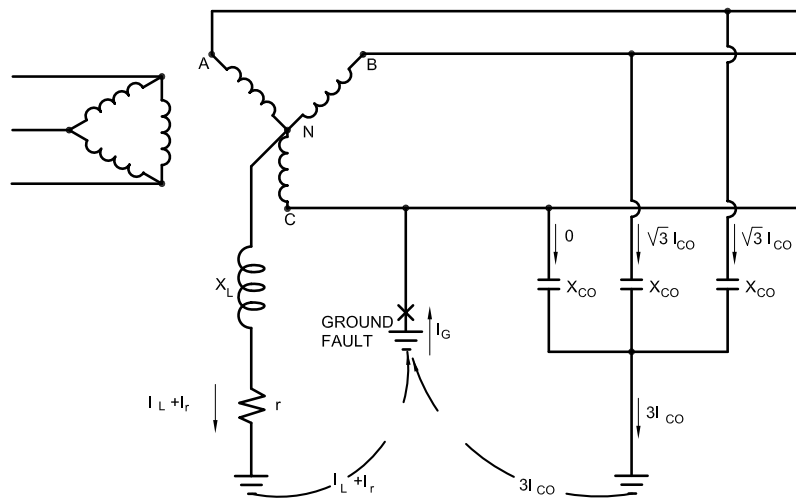 A
B
N
C
0
√3 I_CO
√3 I_CO
X_L
X_CO
X_CO
X_CO
GROUND
FAULT
I_G
I_L + I_r
r
3I_CO
I_L + I_r
3I_CO